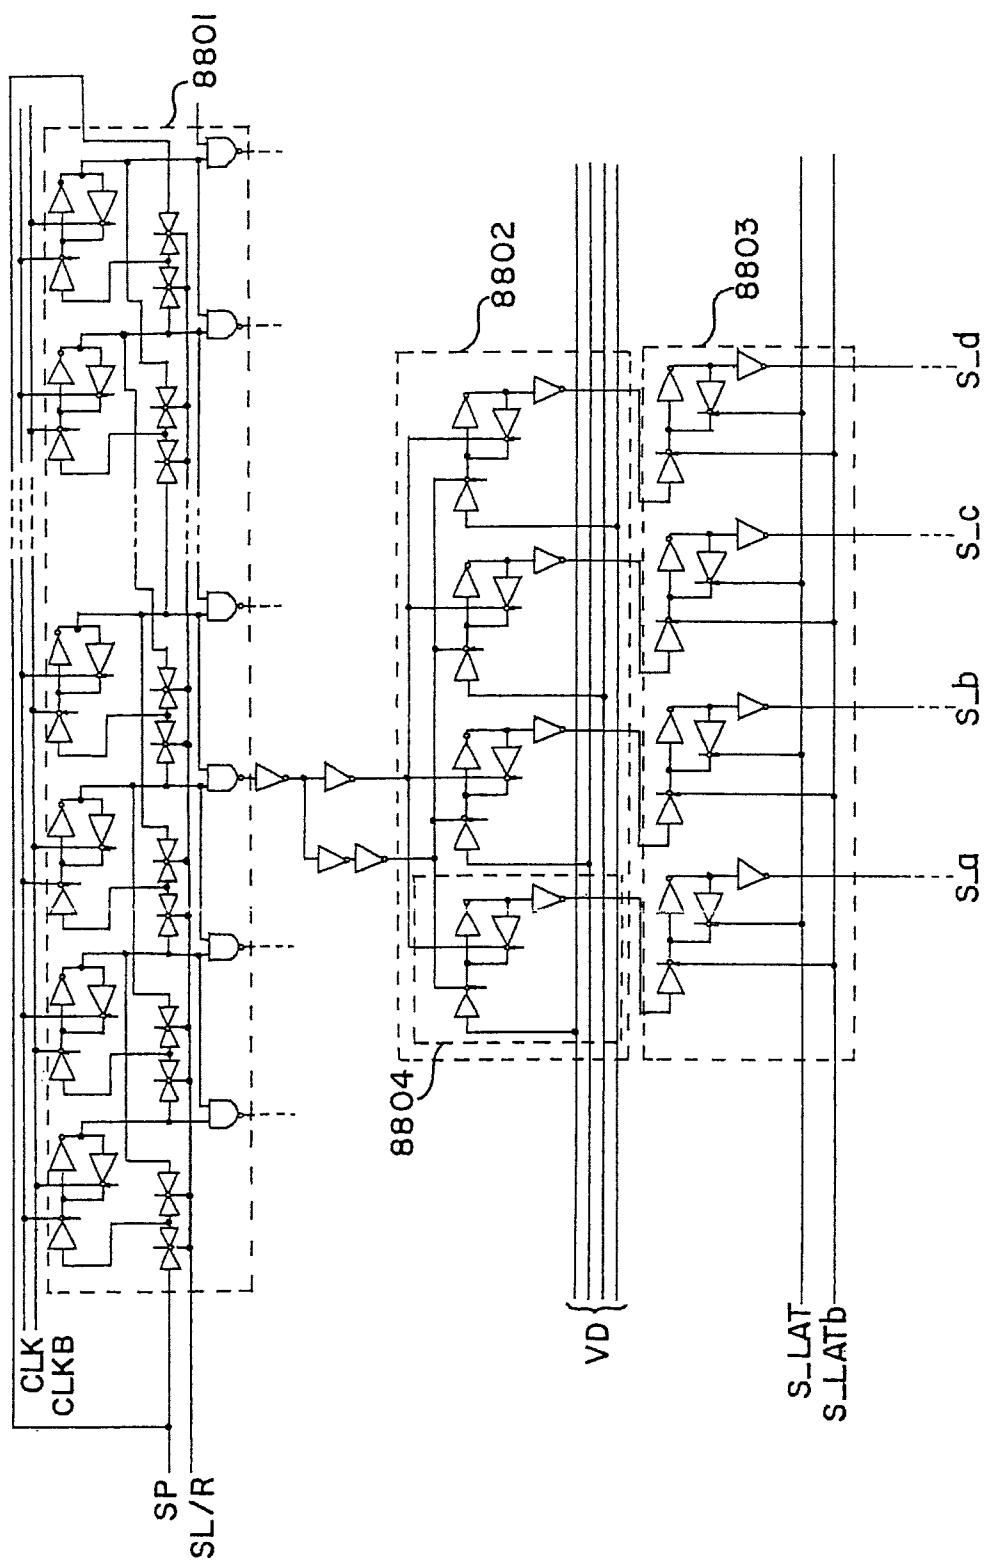 8801
8802
8803
8804
CLK
CLKB
SP
SL/R
VD
S_LAT
S_LATb
S_a
S_b
S_c
S_d